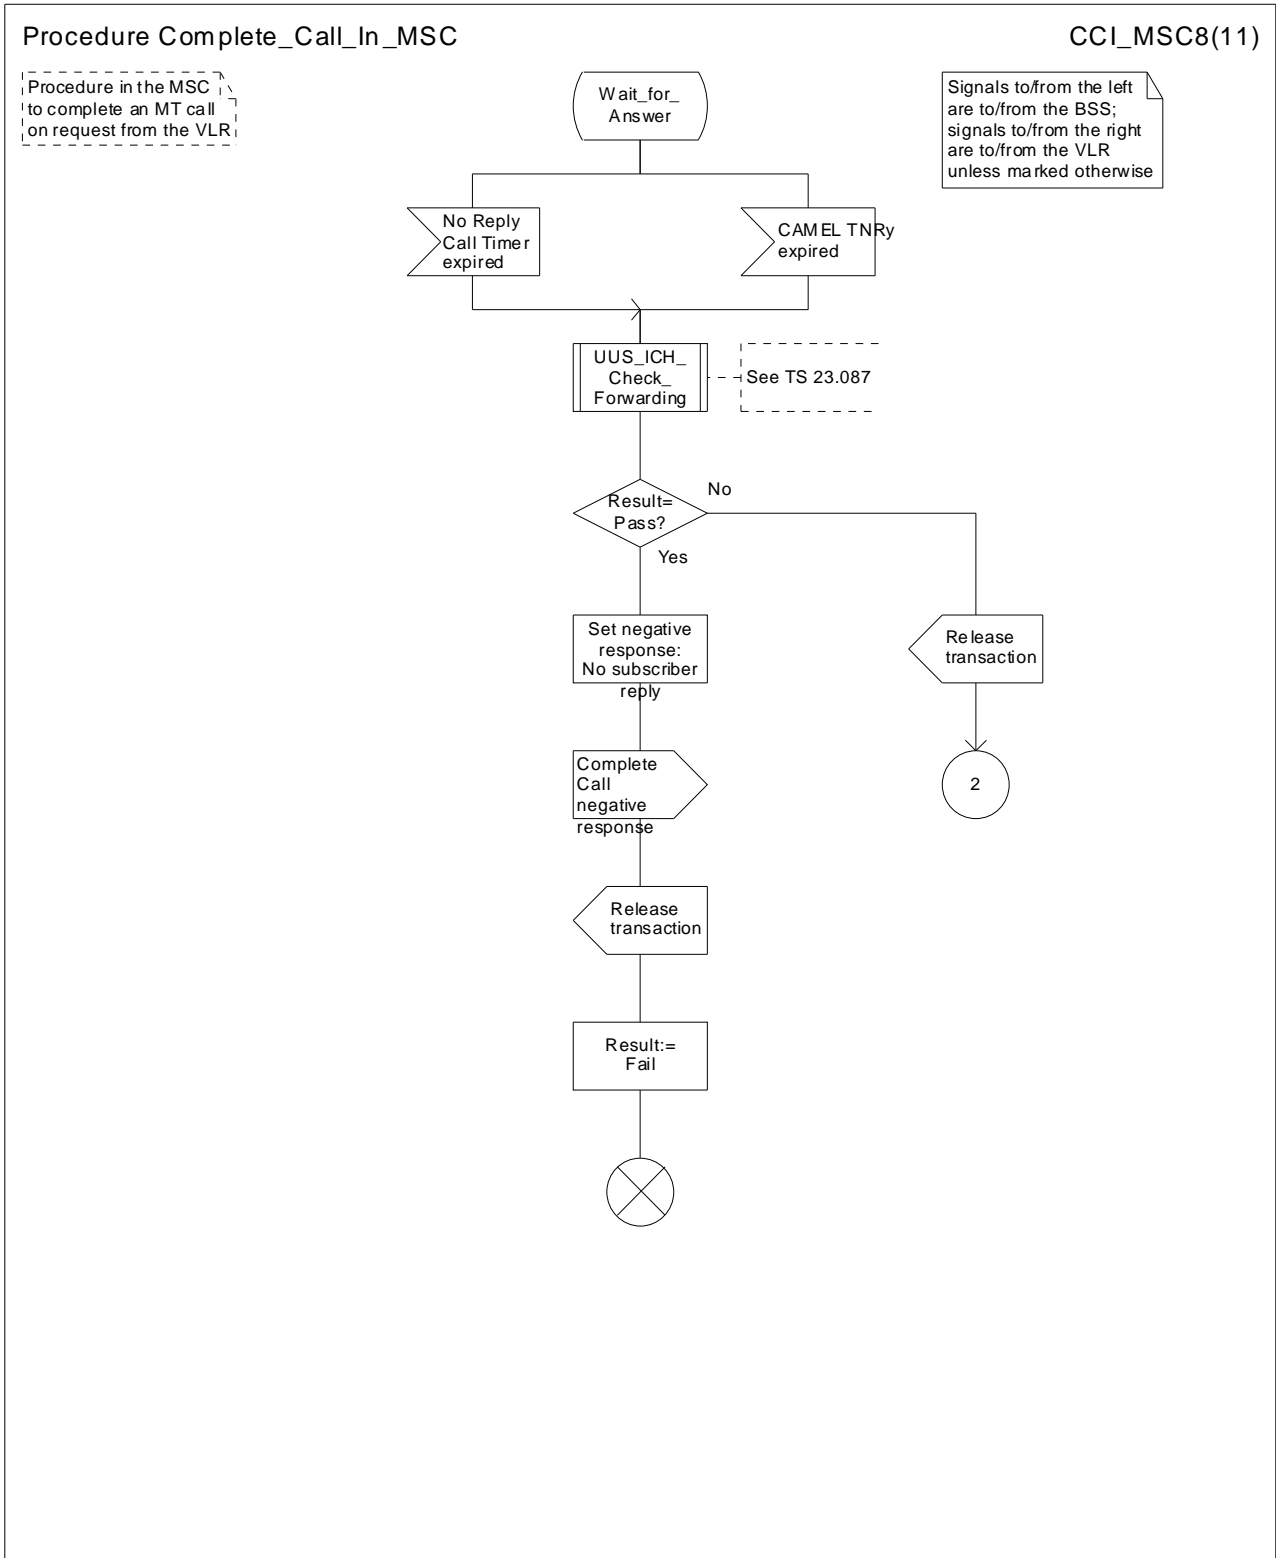 Procedure Complete_Call_In_MSC
CCI_MSC8(11)
Procedure in the MSC
to complete an MT call
on request from the VLR
Signals to/from the left
are to/from the BSS;
signals to/from the right
are to/from the VLR
unless marked otherwise
Wait_for_
Answer
No Reply
Call Timer
expired
CAMEL TNRy
expired
UUS_ICH_
Check_
Forwarding
See TS 23.087
Result=
Pass?
No
Yes
Set negative
response:
No subscriber
reply
Release
transaction
Complete
Call
negative
response
2
Release
transaction
Result:=
Fail